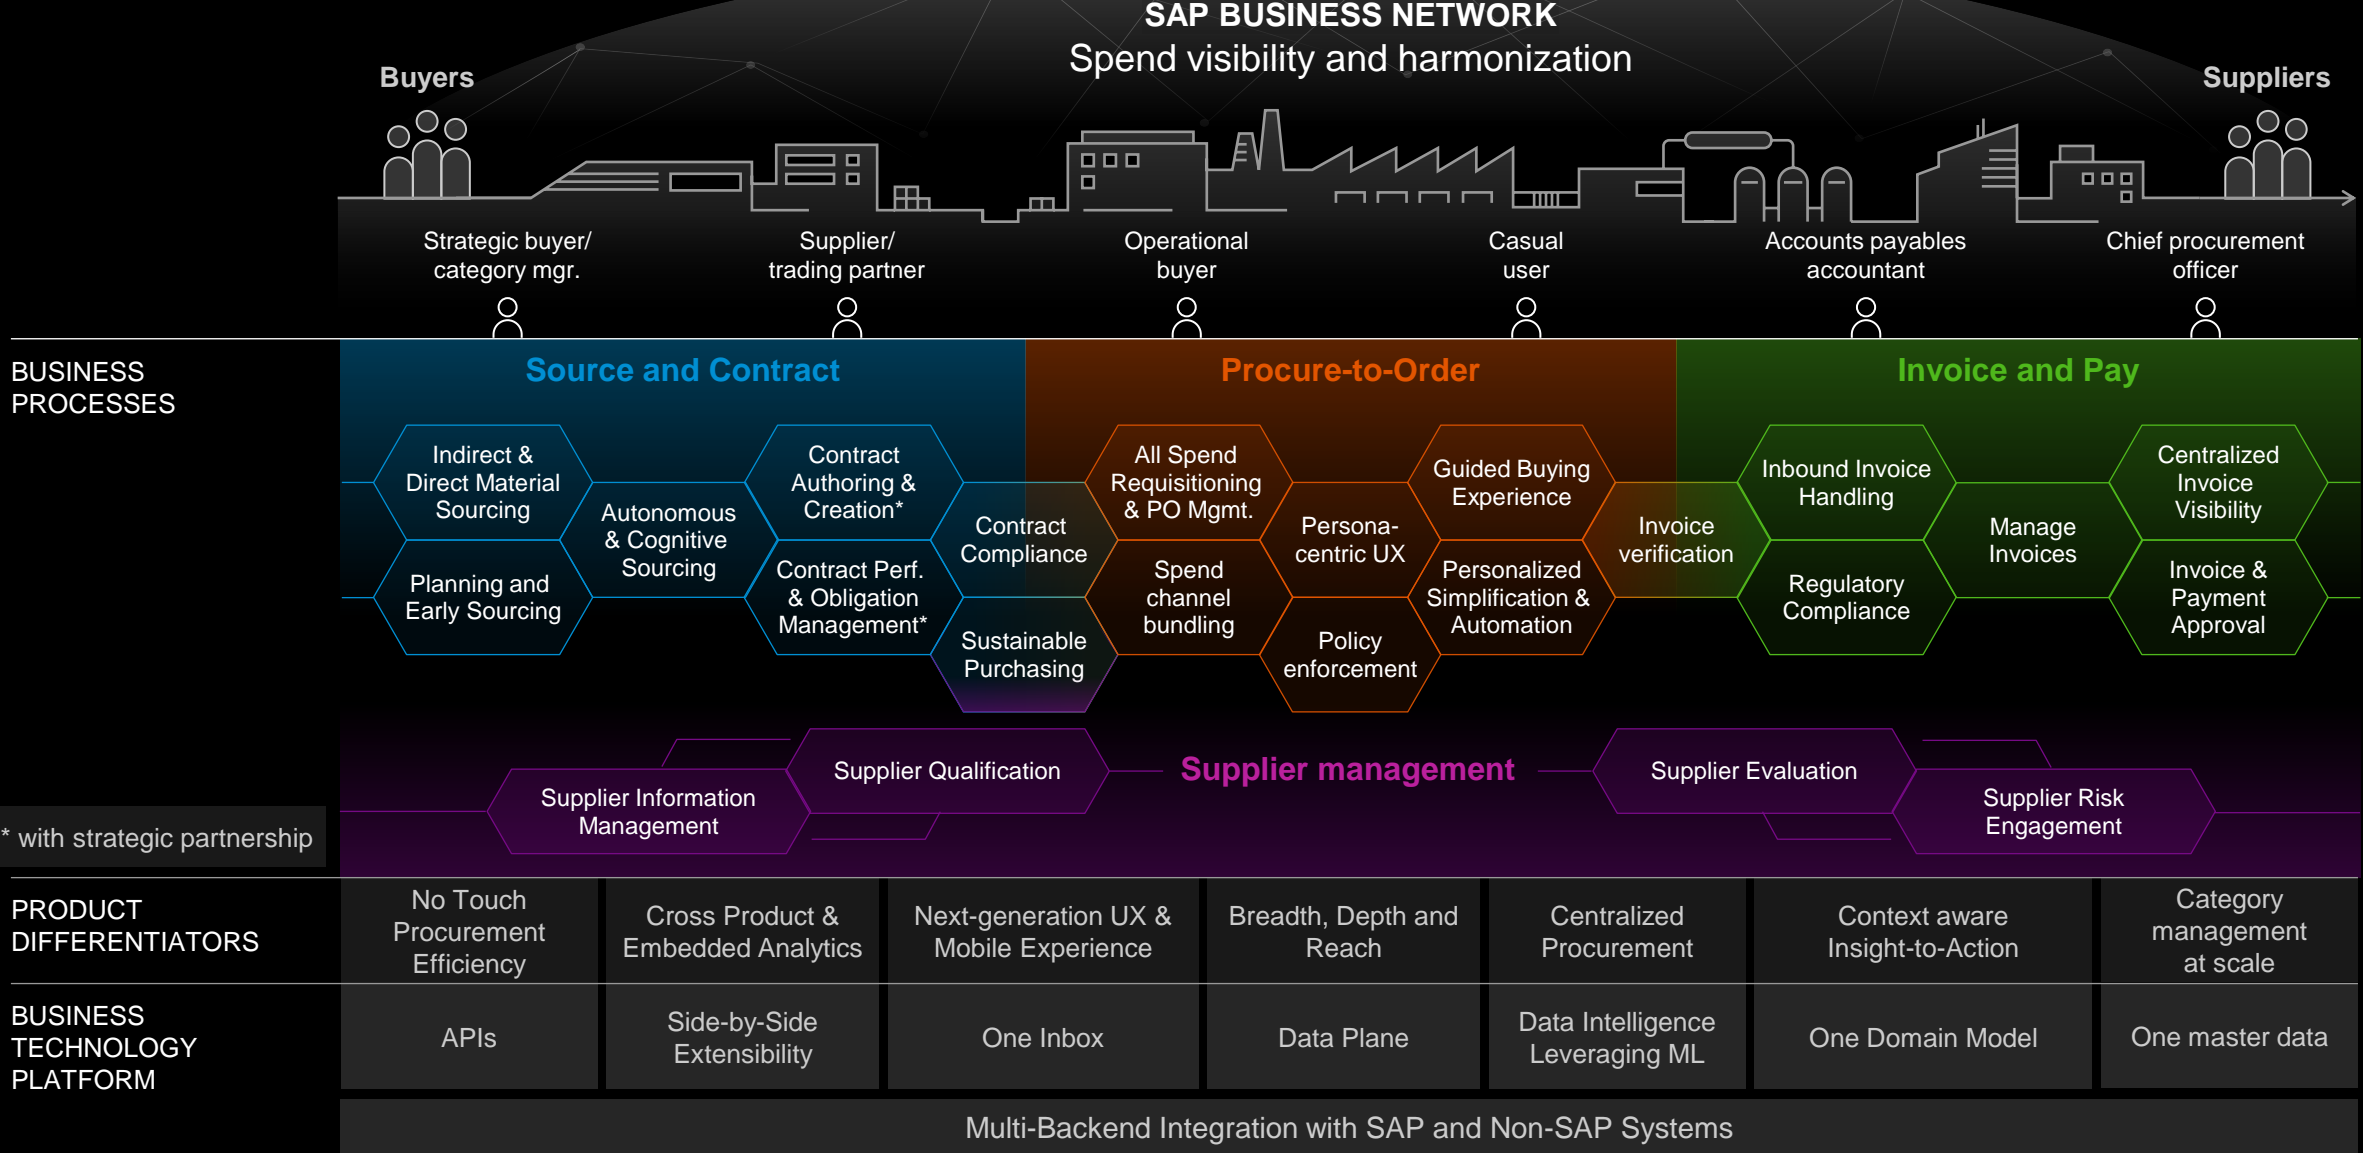 SAP BUSINESS NETWORK
Spend visibility and harmonization
Buyers
Suppliers
Strategic buyer/
category mgr.
Supplier/
trading partner
Operational
buyer
Casual
user
Accounts payables
accountant
Chief procurement
officer
BUSINESS
PROCESSES
Source and Contract
Procure-to-Order
Invoice and Pay
Indirect &
Direct Material
Sourcing
Planning and
Early Sourcing
Autonomous
& Cognitive
Sourcing
Contract
Authoring &
Creation*
Contract Perf.
& Obligation
Management*
Contract
Compliance
Sustainable
Purchasing
All Spend
Requisitioning
& PO Mgmt.
Spend
channel
bundling
Persona-
centric UX
Policy
enforcement
Guided Buying
Experience
Personalized
Simplification &
Automation
Invoice
verification
Inbound Invoice
Handling
Regulatory
Compliance
Manage
Invoices
Centralized
Invoice
Visibility
Invoice &
Payment
Approval
Supplier Information
Management
Supplier Qualification
Supplier management
Supplier Evaluation
Supplier Risk
Engagement
* with strategic partnership
PRODUCT
DIFFERENTIATORS
No Touch
Procurement
Efficiency
Cross Product &
Embedded Analytics
Next-generation UX &
Mobile Experience
Breadth, Depth and
Reach
Centralized
Procurement
Context aware
Insight-to-Action
Category
management
at scale
BUSINESS
TECHNOLOGY
PLATFORM
APIs
Side-by-Side
Extensibility
One Inbox
Data Plane
Data Intelligence
Leveraging ML
One Domain Model
One master data
Multi-Backend Integration with SAP and Non-SAP Systems